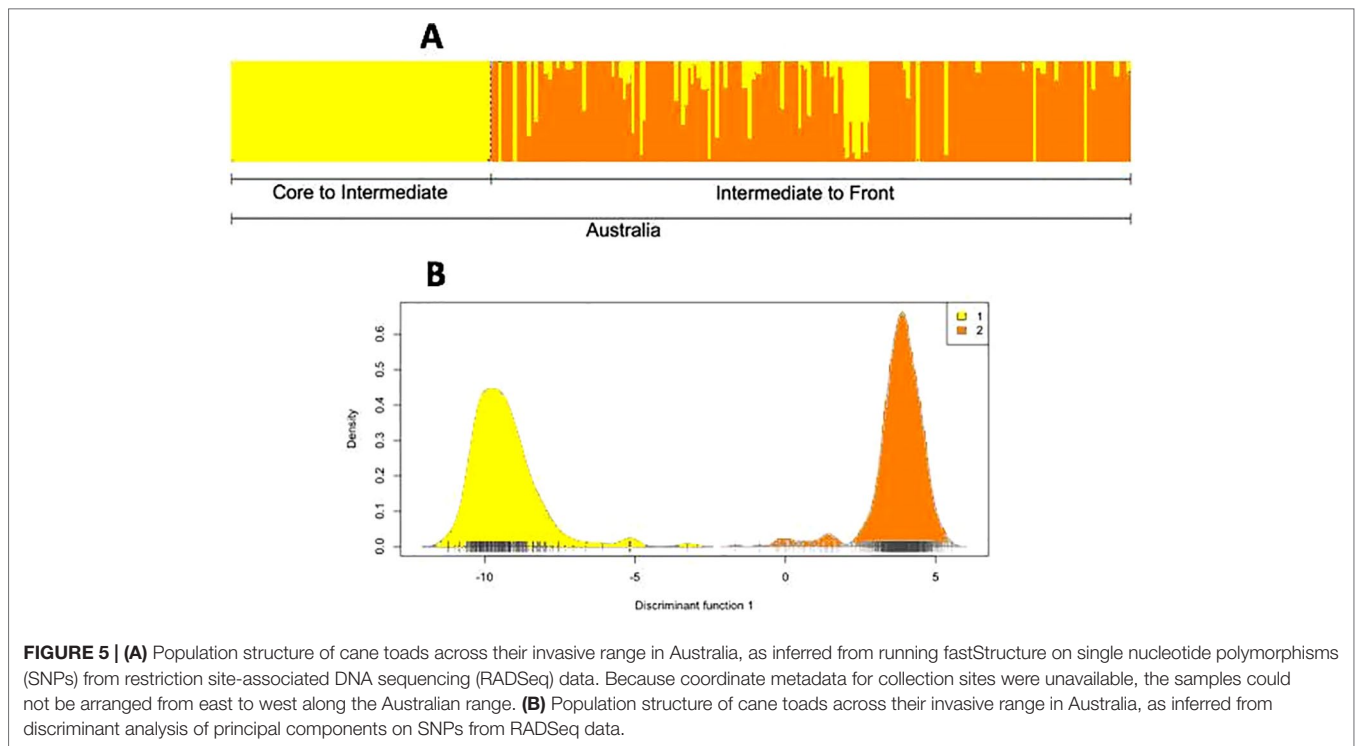 A
Core to Intermediate
Intermediate to Front
Australia
B
1
2
Density
0.0
0.1
0.2
0.3
0.4
0.5
0.6
-10
-5
0
5
Discriminant function 1
FIGURE 5 | (A) Population structure of cane toads across their invasive range in Australia, as inferred from running fastStructure on single nucleotide polymorphisms
(SNPs) from restriction site-associated DNA sequencing (RADSeq) data. Because coordinate metadata for collection sites were unavailable, the samples could
not be arranged from east to west along the Australian range. (B) Population structure of cane toads across their invasive range in Australia, as inferred from
discriminant analysis of principal components on SNPs from RADSeq data.